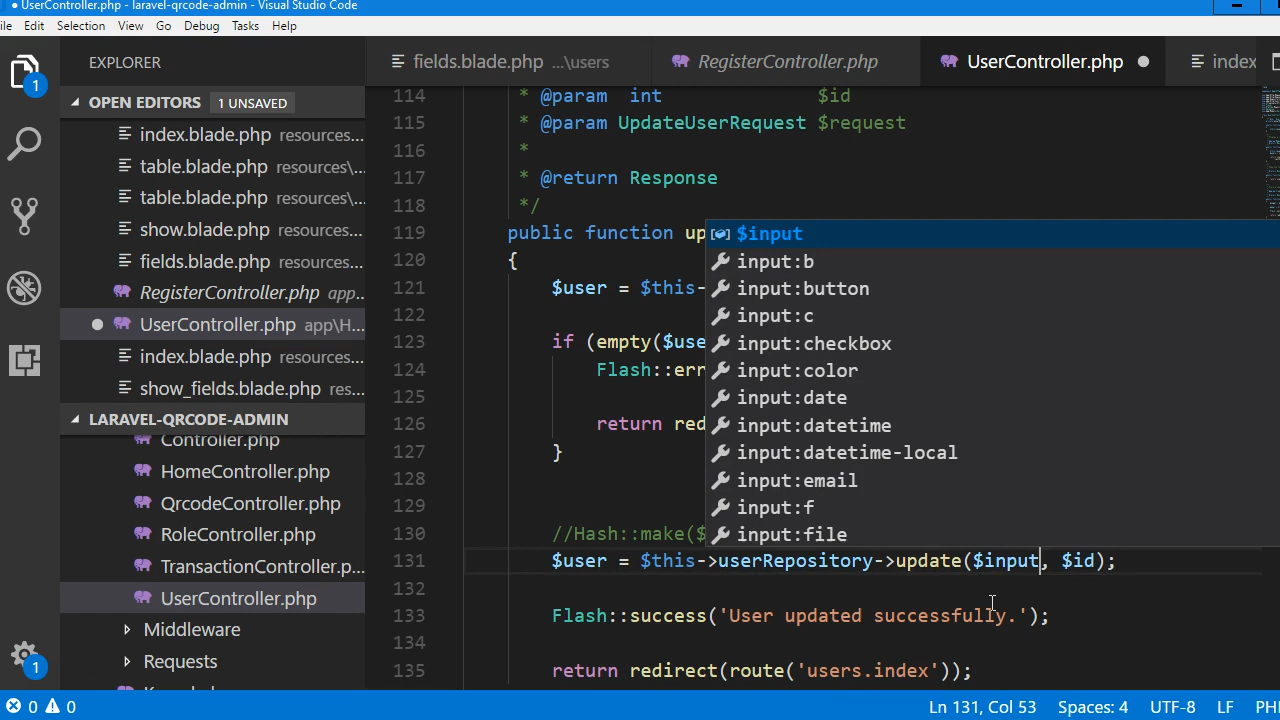 UserController.php - laravel-qrcode-admin - Visual Studio Code
ile Edit Selection View Go Debug Tasks Help
EXPLORER
fields.blade.php ...\users
RegisterController.php
UserController.php
index
OPEN EDITORS 1 UNSAVED
index.blade.php resources...
table.blade.php resources\...
table.blade.php resources\...
show.blade.php resources...
fields.blade.php resources...
RegisterController.php app...
UserController.php app\H...
index.blade.php resources...
show_fields.blade.php res...
LARAVEL-QRCODE-ADMIN
Controller.php
HomeController.php
QrcodeController.php
RoleController.php
TransactionController.p...
UserController.php
Middleware
Requests
114 * @param int $id
115 * @param UpdateUserRequest $request
116 *
117 * @return Response
118 */
119 public function up
120 {
121 $user = $this-
122
123 if (empty($use
124 Flash::err
125
126 return red
127 }
128
129
130 //Hash::make($
131 $user = $this->userRepository->update($input, $id);
132
133 Flash::success('User updated successfully.');
134
135 return redirect(route('users.index'));
$input
input:b
input:button
input:c
input:checkbox
input:color
input:date
input:datetime
input:datetime-local
input:email
input:f
input:file
1
1
0 0
Ln 131, Col 53 Spaces: 4 UTF-8 LF PH